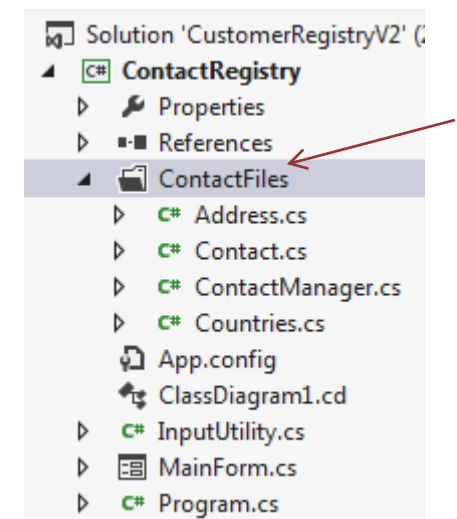 Solution 'CustomerRegistryV2' (
C# ContactRegistry
Properties
References
ContactFiles
C# Address.cs
C# Contact.cs
C# ContactManager.cs
C# Countries.cs
App.config
ClassDiagram1.cd
C# InputUtility.cs
MainForm.cs
C# Program.cs